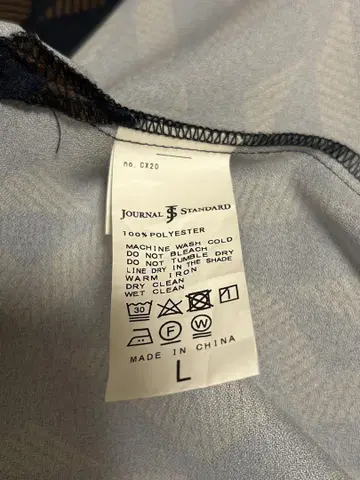 no. CX20
JOURNAL JS STANDARD
100% POLYESTER
MACHINE WASH COLD
DO NOT BLEACH
DO NOT TUMBLE DRY
LINE DRY IN THE SHADE
WARM IRON
DRY CLEAN
WET CLEAN
30
F W
MADE IN CHINA
L